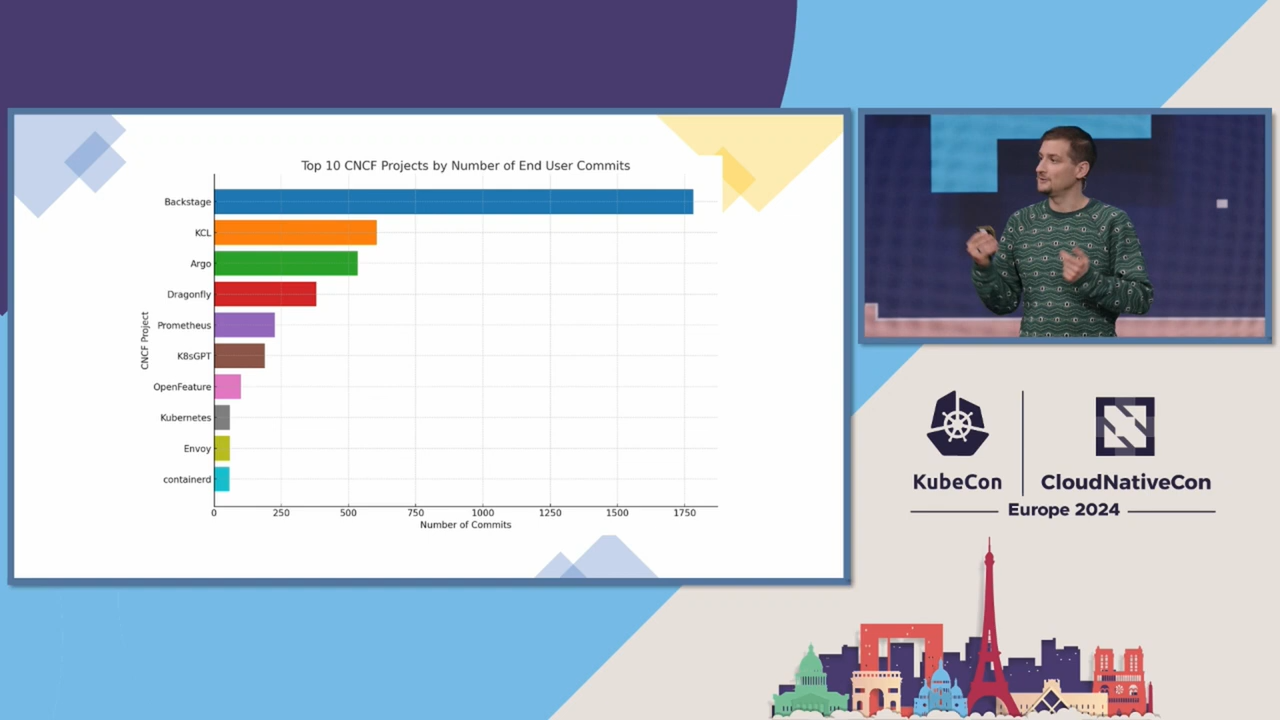 Top 10 CNCF Projects by Number of End User Commits
CNCF Project
Backstage
KCL
Argo
Dragonfly
Prometheus
K8sGPT
OpenFeature
Kubernetes
Envoy
containerd
0 250 500 750 1000 1250 1500 1750
Number of Commits
KubeCon
CloudNativeCon
Europe 2024